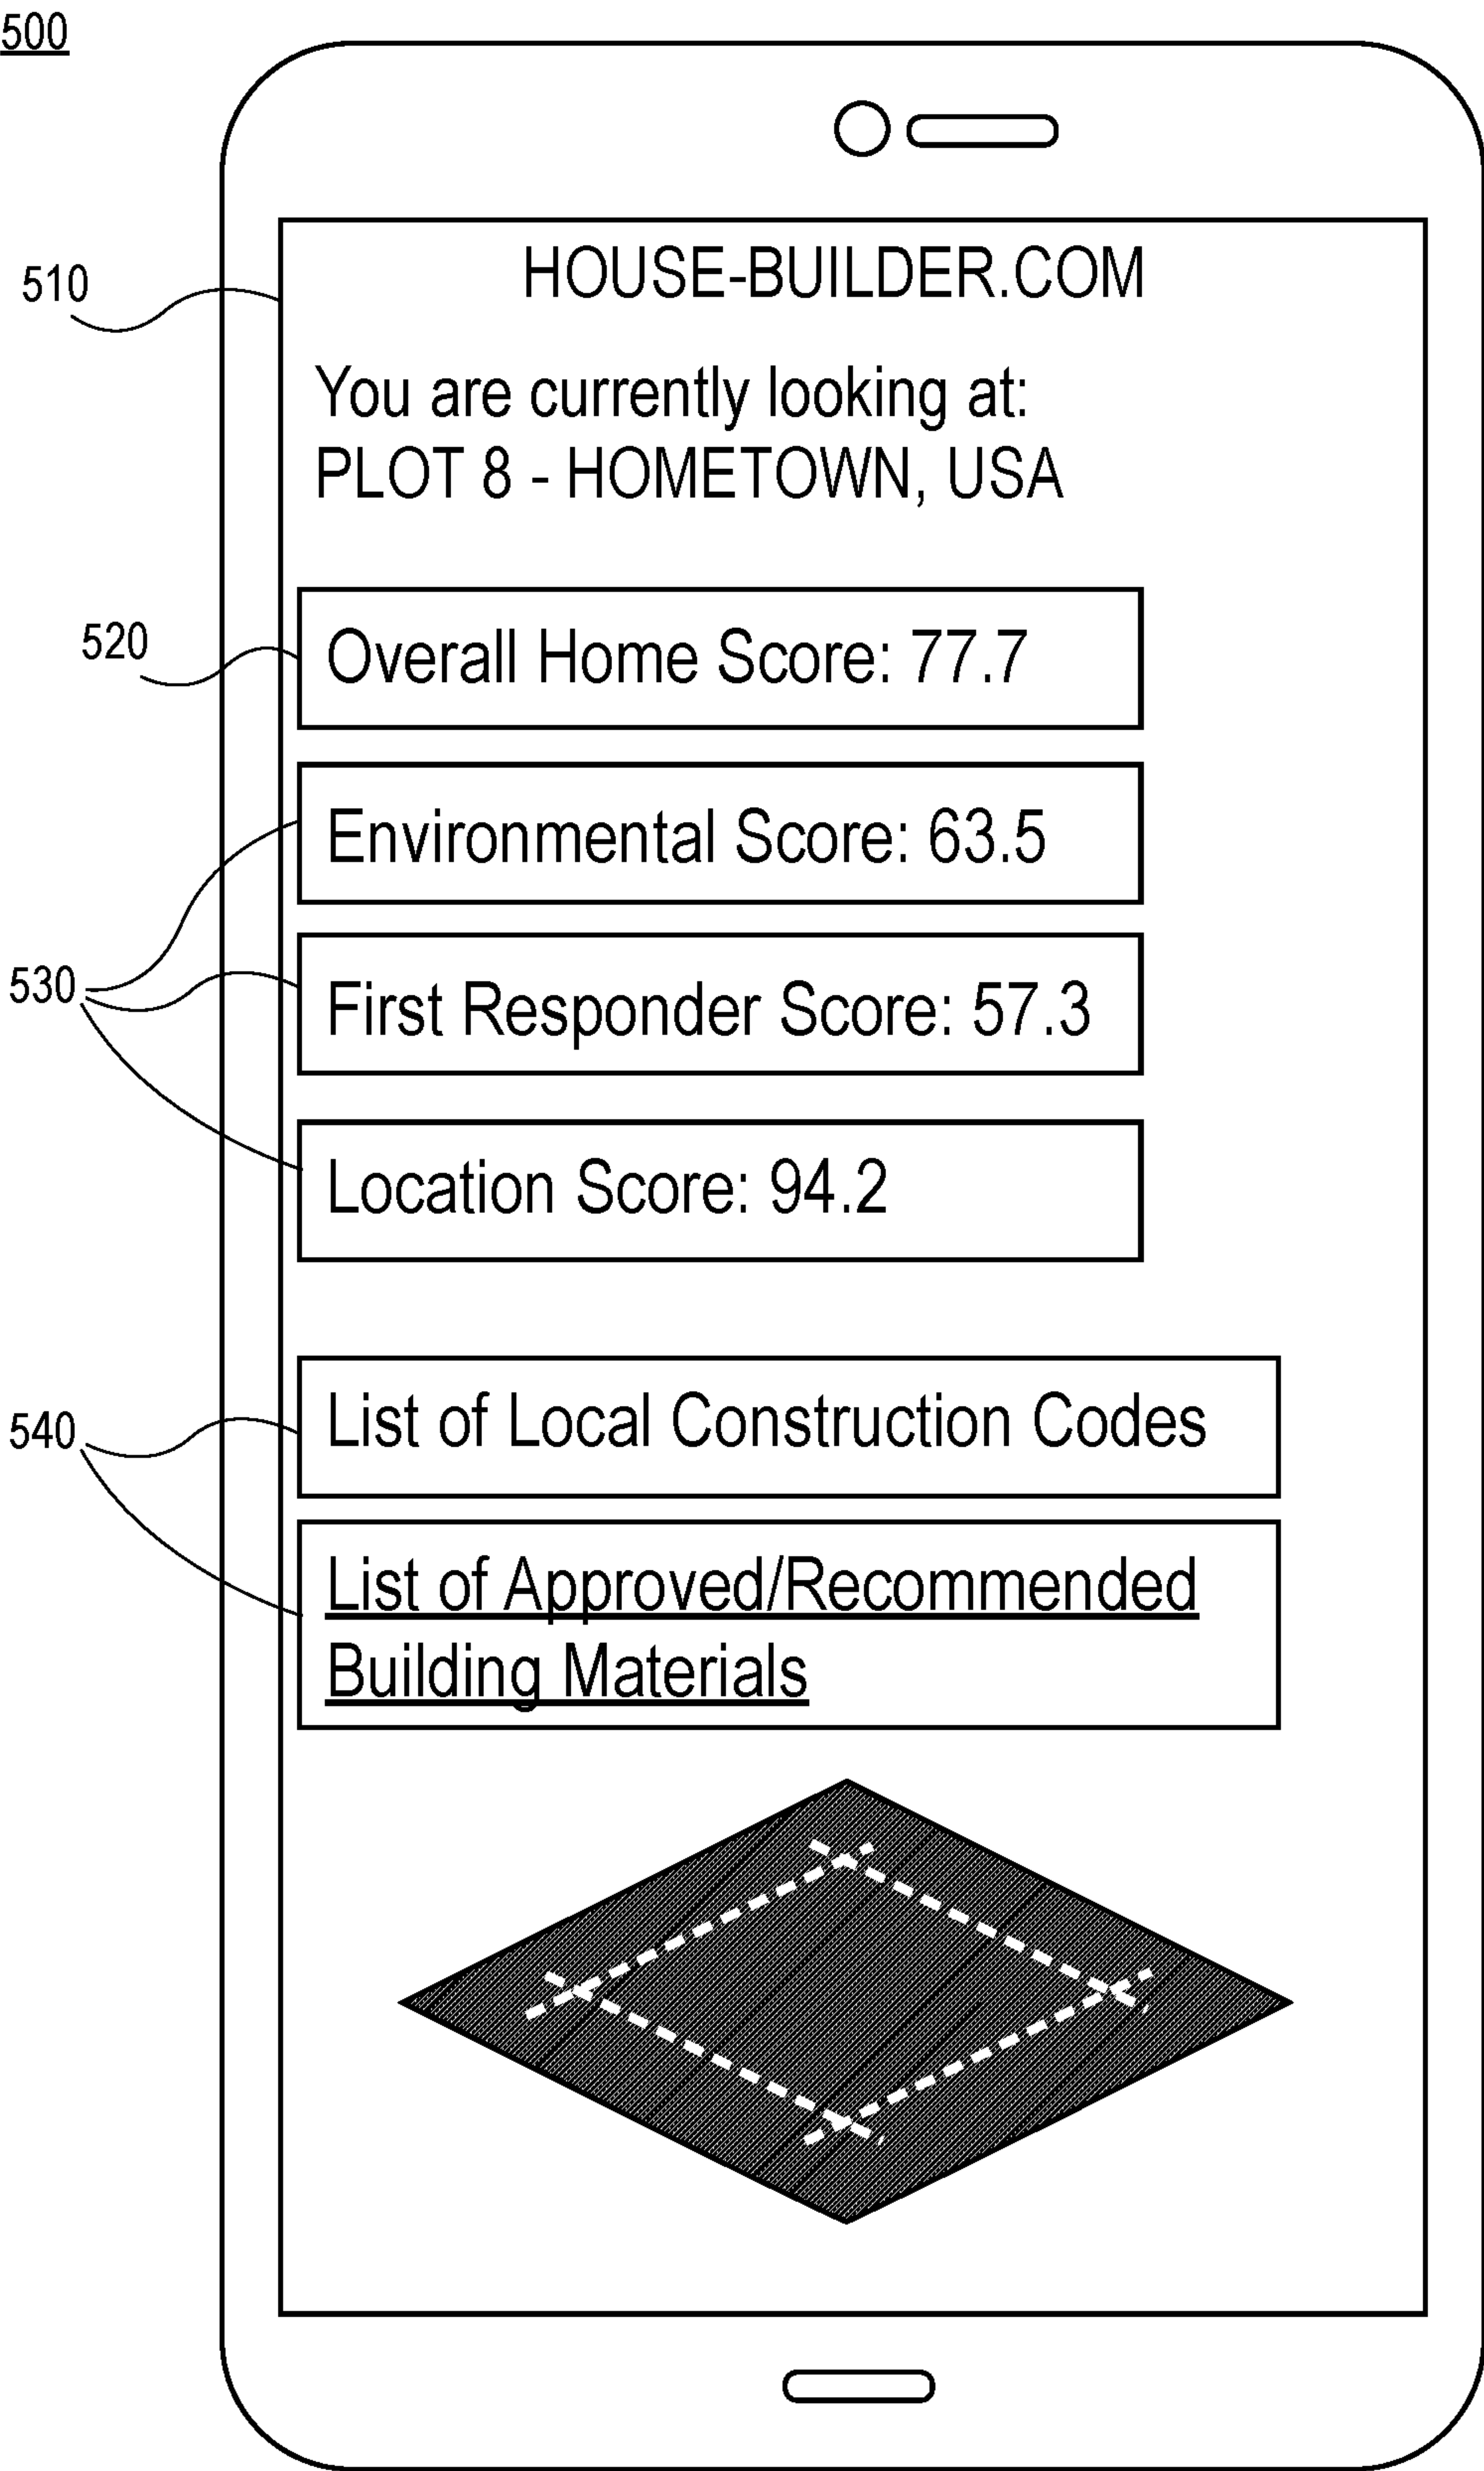 500
HOUSE-BUILDER.COM
510
You are currently looking at:
PLOT 8 - HOMETOWN, USA
520
Overall Home Score: 77.7
Environmental Score: 63.5
530
First Responder Score: 57.3
Location Score: 94.2
540
List of Local Construction Codes
List of Approved/Recommended
Building Materials